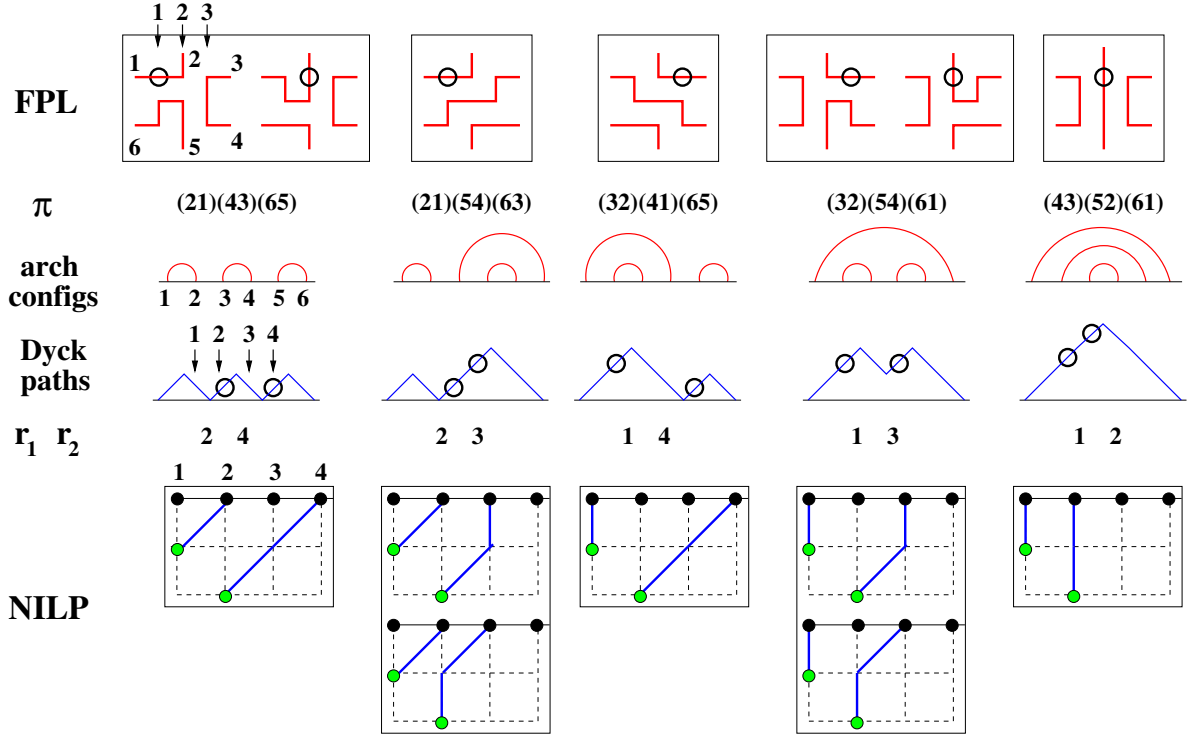 1 2 3
1 2 3
FPL
6 5 4
π (21)(43)(65) (21)(54)(63) (32)(41)(65) (32)(54)(61) (43)(52)(61)
arch
configs
1 2 3 4 5 6
1 2 3 4
Dyck
paths
r1 r2 2 4 2 3 1 4 1 3 1 2
1 2 3 4
NILP